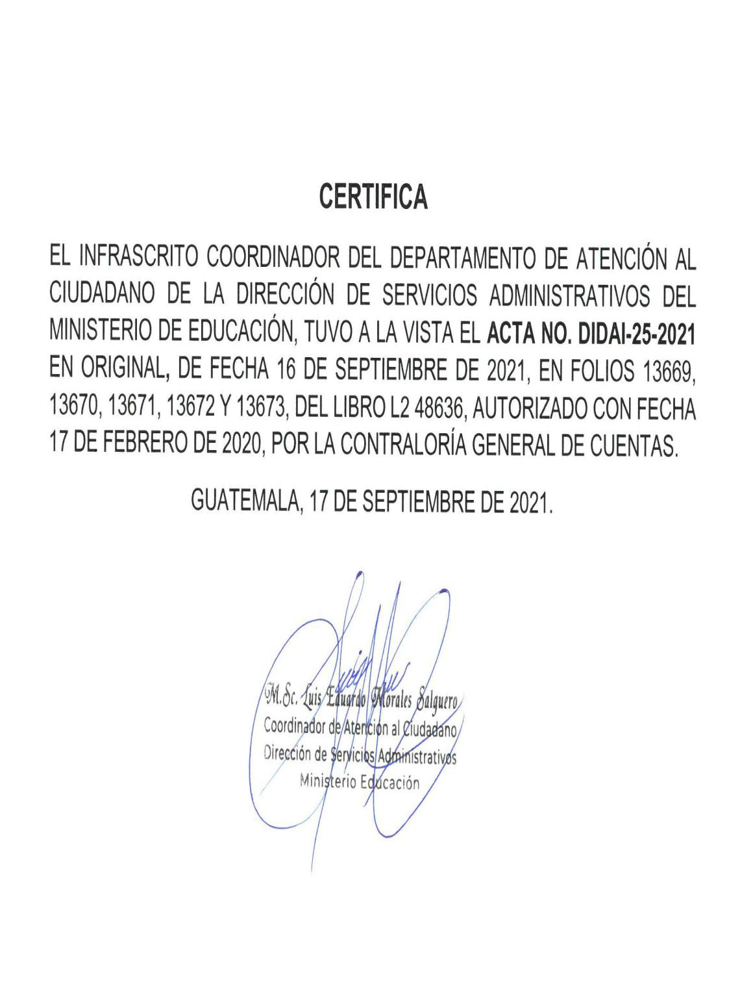 CERTIFICA
EL INFRASCRITO COORDINADOR DEL DEPARTAMENTO DE ATENCIÓN AL
CIUDADANO DE LA DIRECCIÓN DE SERVICIOS ADMINISTRATIVOS DEL
MINISTERIO DE EDUCACIÓN, TUVO A LA VISTA EL ACTA NO. DIDAI-25-2021
EN ORIGINAL, DE FECHA 16 DE SEPTIEMBRE DE 2021, EN FOLIOS 13669,
13670, 13671, 13672 Y 13673, DEL LIBRO L2 48636, AUTORIZADO CON FECHA
17 DE FEBRERO DE 2020, POR LA CONTRALORÍA GENERAL DE CUENTAS.
GUATEMALA, 17 DE SEPTIEMBRE DE 2021.
M.Sc. Luis Eduardo Morales Salguero
Coordinador de Atención al Ciudadano
Dirección de Servicios Administrativos
Ministerio Educación